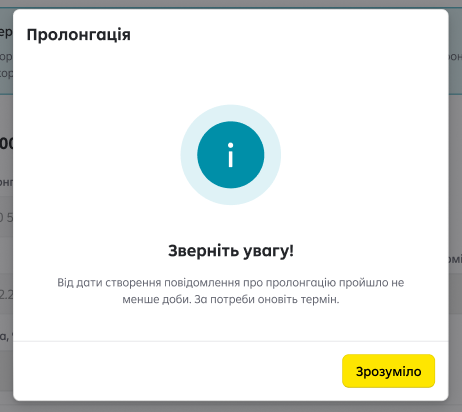 Пролонгація
Зверніть увагу!
Від дати створення повідомлення про пролонгацію пройшло не
менше доби. За потреби оновіть термін.
Зрозуміло